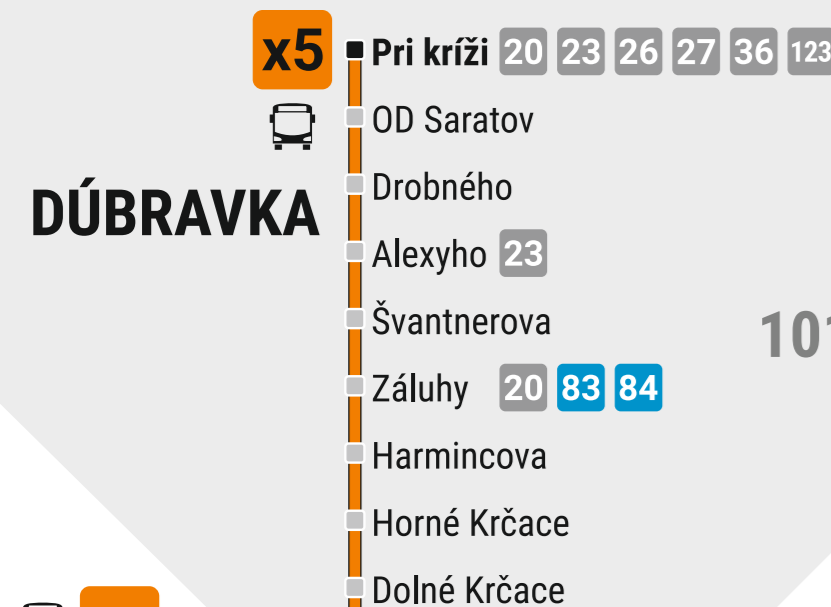 x5 Pri kríži 20 23 26 27 36 123
OD Saratov
DÚBRAVKA
Drobného
Alexyho 23
Švantnerova
Záluhy 20 83 84
Harmincova
Horné Krčace
Dolné Krčace